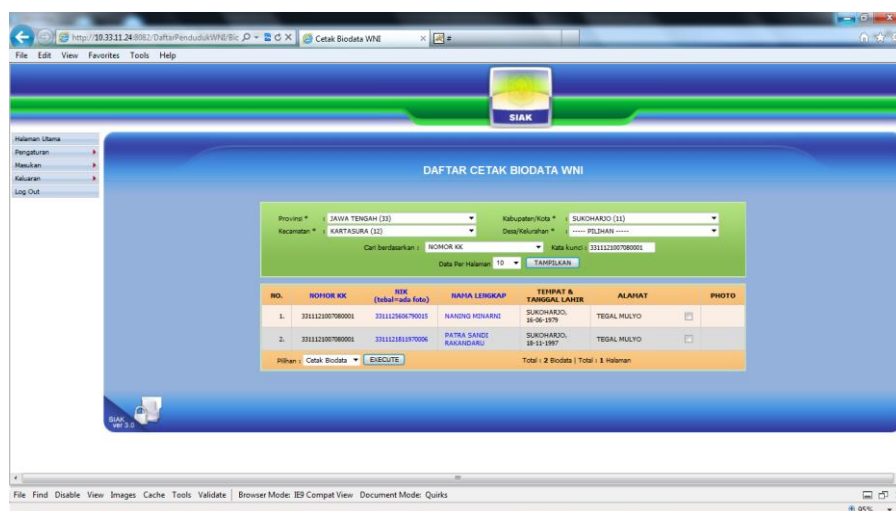 http://10.33.11.24:8082/DaftarPendudukWNI/Bic
Cetak Biodata WNI
File Edit View Favorites Tools Help
SIAK
Halaman Utama
Pengaturan
Masukan
Keluaran
Log Out
DAFTAR CETAK BIODATA WNI
Provinsi * : JAWA TENGAH (33) Kabupaten/Kota * : SUKOHARJO (11)
Kecamatan * : KARTASURA (12) Desa/Kelurahan * : ----- PILIHAN -----
Cari berdasarkan : NOMOR KK Kata kunci : 3311121007080001
Data Per Halaman 10 TAMPILKAN
NO. NOMOR KK NIK (tebal=ada foto) NAMA LENGKAP TEMPAT & TANGGAL LAHIR ALAMAT PHOTO
1. 3311121007080001 3311125606790015 NANING MINARNI SUKOHARJO, 16-06-1979 TEGAL MULYO
2. 3311121007080001 3311121811970006 PATRA SANDI RAKANDARU SUKOHARJO, 18-11-1997 TEGAL MULYO
Pilihan : Cetak Biodata EXECUTE Total : 2 Biodata | Total : 1 Halaman
SIAK
ver 3.0
File Find Disable View Images Cache Tools Validate Browser Mode: IE9 Compat View Document Mode: Quirks
95%